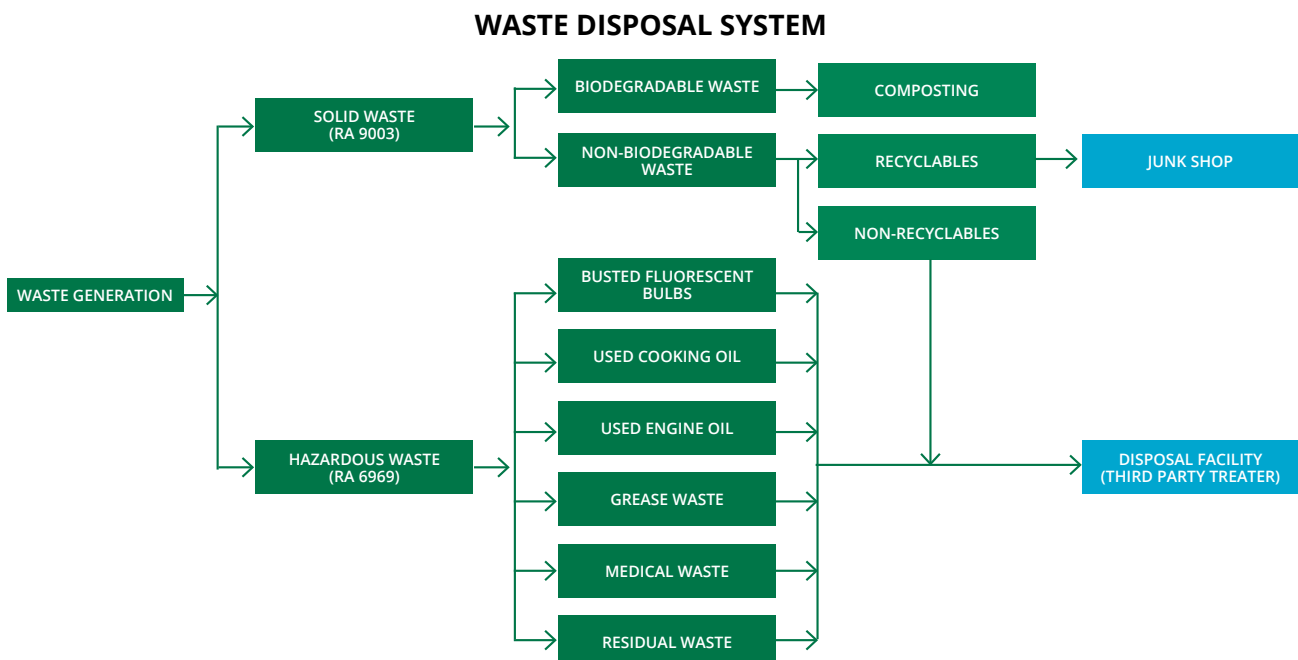 WASTE DISPOSAL SYSTEM
BIODEGRADABLE WASTE
COMPOSTING
SOLID WASTE
(RA 9003)
NON-BIODEGRADABLE
WASTE
RECYCLABLES
JUNK SHOP
NON-RECYCLABLES
WASTE GENERATION
BUSTED FLUORESCENT
BULBS
USED COOKING OIL
USED ENGINE OIL
HAZARDOUS WASTE
(RA 6969)
DISPOSAL FACILITY
(THIRD PARTY TREATER)
GREASE WASTE
MEDICAL WASTE
RESIDUAL WASTE